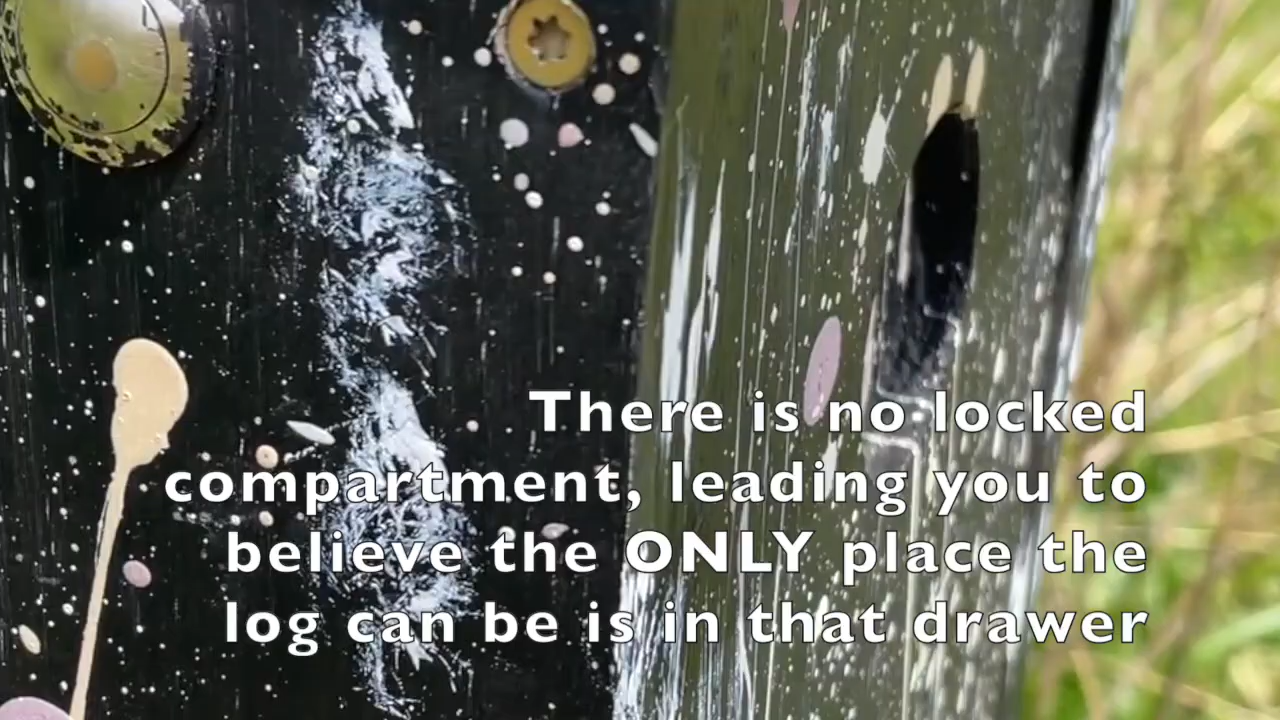 There is no locked
compartment, leading you to
believe the ONLY place the
log can be is in that drawer